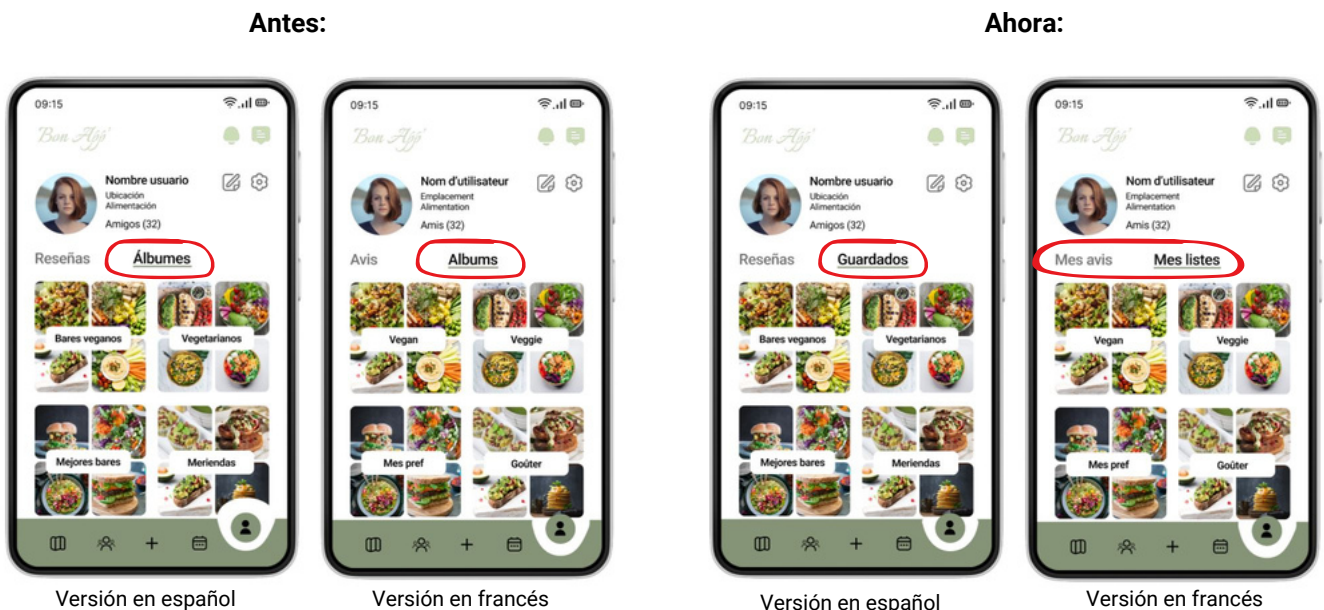 Antes:
Ahora:
09:15
'Bon App'
Nombre usuario
Ubicación
Alimentación
Amigos (32)
Reseñas Álbumes
Bares veganos Vegetarianos
Mejores bares Meriendas
Versión en español
09:15
'Bon App'
Nom d'utilisateur
Emplacement
Alimentation
Amis (32)
Avis Albums
Vegan Veggie
Mes pref Goûter
Versión en francés
09:15
'Bon App'
Nombre usuario
Ubicación
Alimentación
Amigos (32)
Reseñas Guardados
Bares veganos Vegetarianos
Mejores bares Meriendas
Versión en español
09:15
'Bon App'
Nom d'utilisateur
Emplacement
Alimentation
Amis (32)
Mes avis Mes listes
Vegan Veggie
Mes pref Goûter
Versión en francés